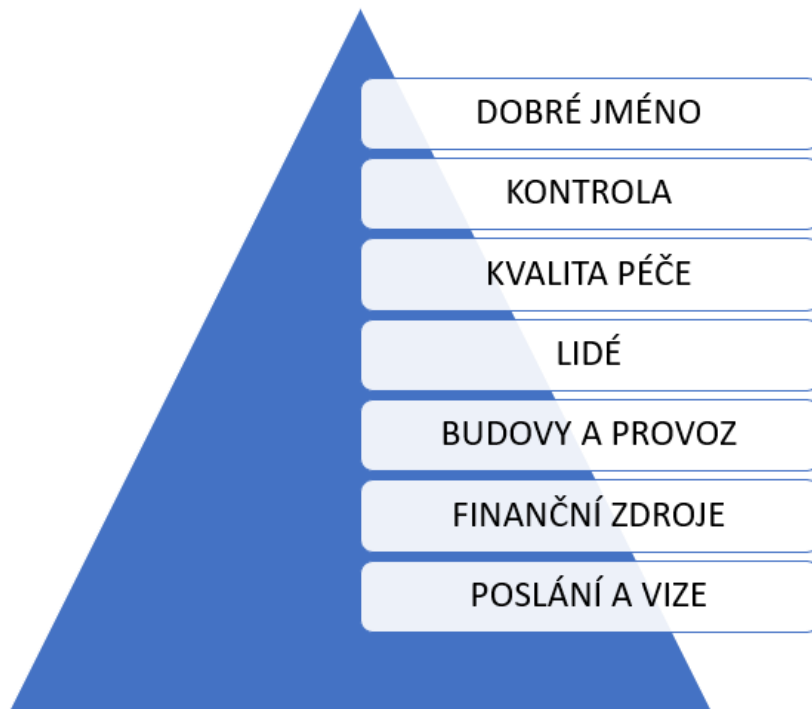 DOBRÉ JMÉNO
KONTROLA
KVALITA PÉČE
LIDÉ
BUDOVY A PROVOZ
FINANČNÍ ZDROJE
POSLÁNÍ A VIZE